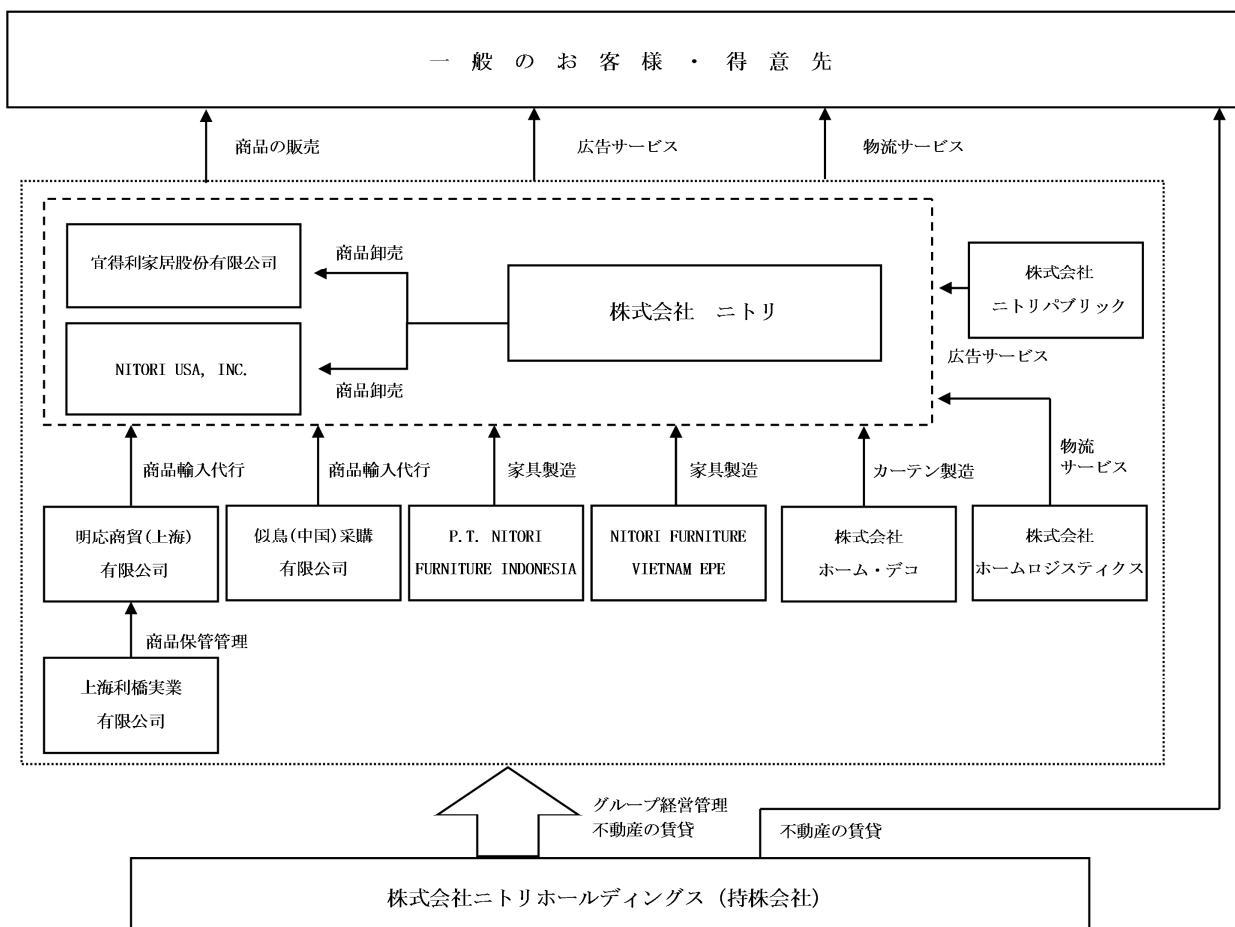 一般のお客様・得意先
商品の販売
広告サービス
物流サービス
宜得利家居股份有限公司
商品卸売
株式会社　ニトリ
株式会社
ニトリパブリック
NITORI USA, INC.
商品卸売
広告サービス
商品輸入代行
商品輸入代行
家具製造
家具製造
カーテン製造
物流
サービス
明応商貿(上海)
有限公司
似鳥(中国)采購
有限公司
P.T. NITORI
FURNITURE INDONESIA
NITORI FURNITURE
VIETNAM EPE
株式会社
ホーム・デコ
株式会社
ホームロジスティクス
商品保管管理
上海利橋実業
有限公司
グループ経営管理
不動産の賃貸
不動産の賃貸
株式会社ニトリホールディングス（持株会社）